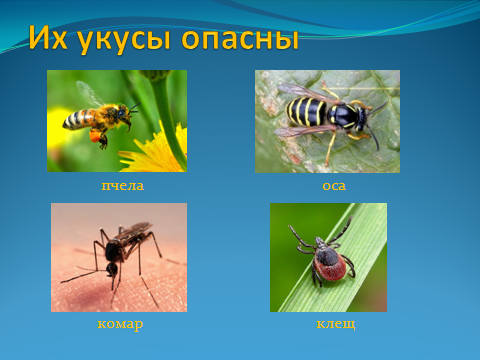 Их укусы опасны
пчела
оса
комар
клещ